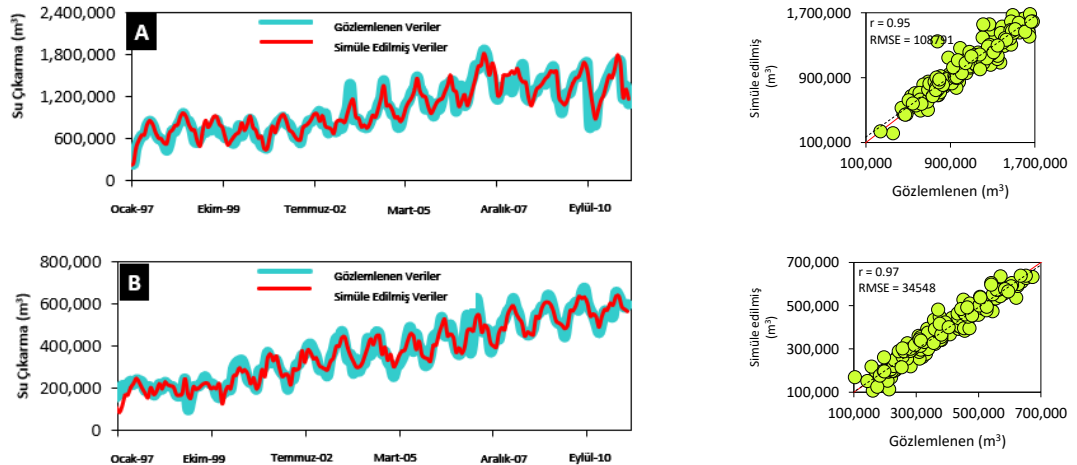 A
Gözlemlenen Veriler
Simüle Edilmiş Veriler
Su Çıkarma (m³)
2,400,000
1,800,000
1,200,000
600,000
0
Ocak-97
Ekim-99
Temmuz-02
Mart-05
Aralık-07
Eylül-10
r = 0.95
RMSE = 108791
Simüle edilmiş
(m³)
1,700,000
900,000
100,000
100,000
900,000
1,700,000
Gözlemlenen (m³)
B
Gözlemlenen Veriler
Simüle Edilmiş Veriler
Su Çıkarma (m³)
800,000
600,000
400,000
200,000
0
Ocak-97
Ekim-99
Temmuz-02
Mart-05
Aralık-07
Eylül-10
r = 0.97
RMSE = 34548
Simüle edilmiş
(m³)
700,000
500,000
300,000
100,000
100,000
300,000
500,000
700,000
Gözlemlenen (m³)